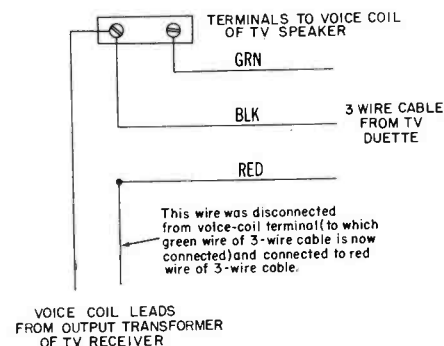 TERMINALS TO VOICE COIL
OF TV SPEAKER
GRN
BLK
3 WIRE CABLE
FROM TV
DUETTE
RED
This wire was disconnected
from voice-coil terminal(to which
green wire of 3-wire cable is now
connected)and connected to red
wire of 3-wire cable.
VOICE COIL LEADS
FROM OUTPUT TRANSFORMER
OF TV RECEIVER